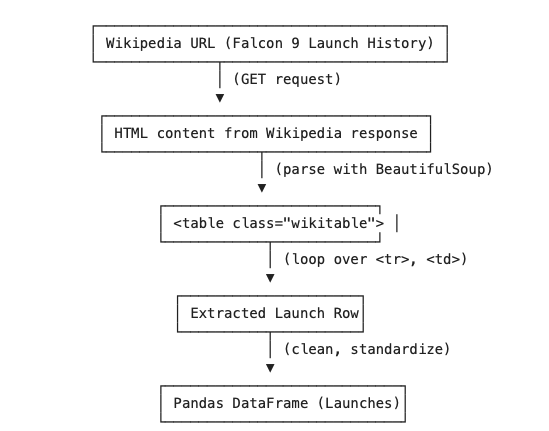 Wikipedia URL (Falcon 9 Launch History)
(GET request)
HTML content from Wikipedia response
(parse with BeautifulSoup)
<table class="wikitable">
(loop over <tr>, <td>)
Extracted Launch Row
(clean, standardize)
Pandas DataFrame (Launches)